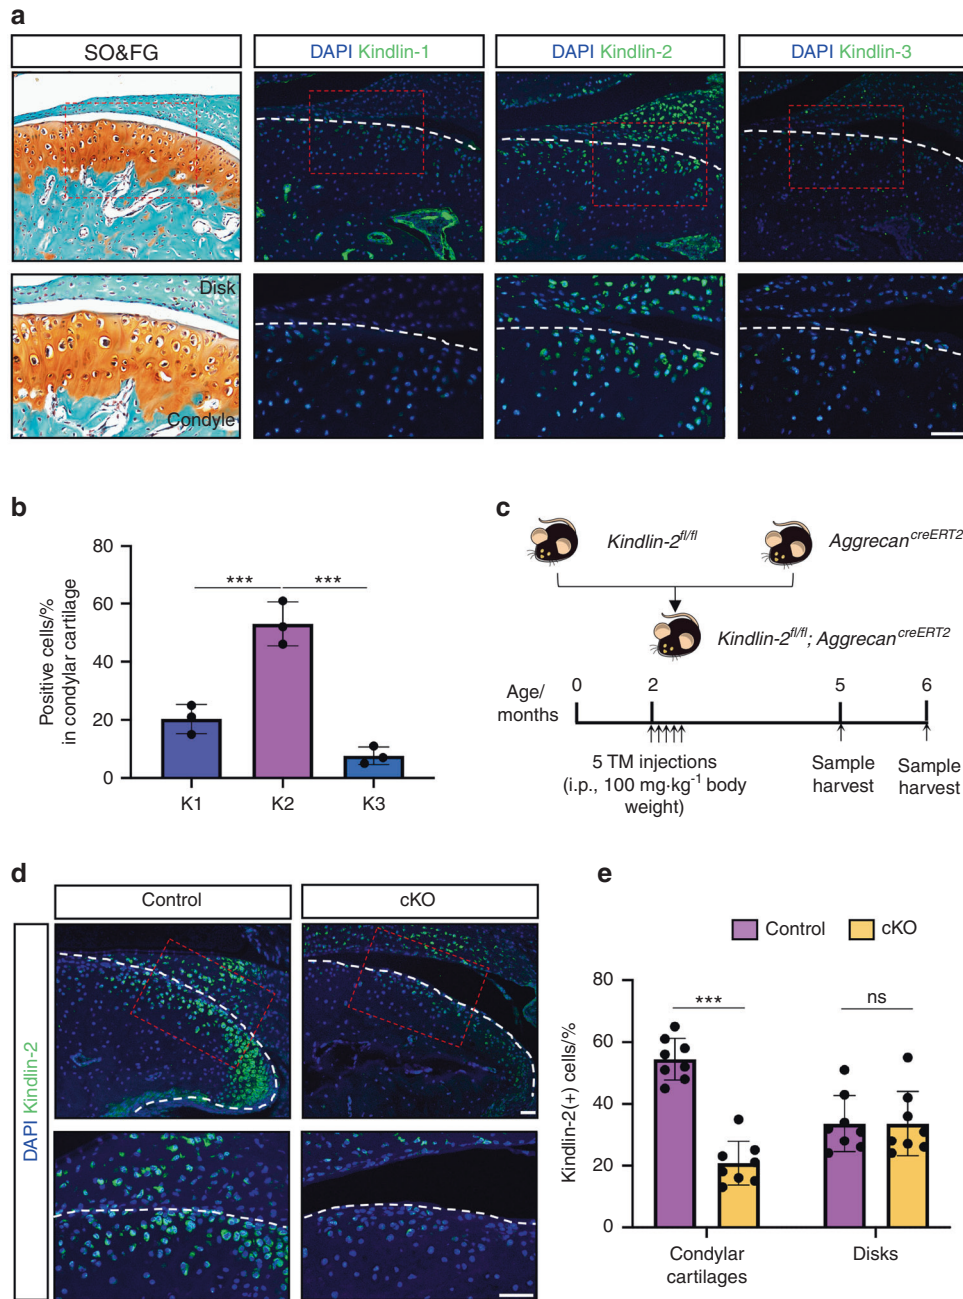 a
SO&FG
DAPI Kindlin-1
DAPI Kindlin-2
DAPI Kindlin-3
Disk
Condyle
b
Positive cells/%
in condylar cartilage
80
60
40
20
0
***
***
K1
K2
K3
c
Kindlin-2fl/fl
AggrecancreERT2
Kindlin-2fl/fl; AggrecancreERT2
Age/
months
0
2
5
6
5 TM injections
(i.p., 100 mg·kg-1 body
weight)
Sample
harvest
Sample
harvest
d
Control
cKO
DAPI Kindlin-2
e
Control
cKO
Kindlin-2(+) cells/%
80
60
40
20
0
***
ns
Condylar
cartilages
Disks